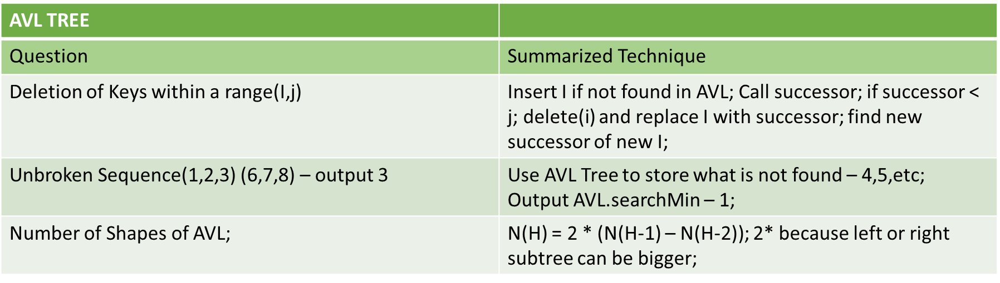 AVL TREE
Question
Summarized Technique
Deletion of Keys within a range(I,j)
Insert I if not found in AVL; Call successor; if successor <
j; delete(i) and replace I with successor; find new
successor of new I;
Unbroken Sequence(1,2,3) (6,7,8) – output 3
Use AVL Tree to store what is not found – 4,5,etc;
Output AVL.searchMin – 1;
Number of Shapes of AVL;
N(H) = 2 * (N(H-1) – N(H-2)); 2* because left or right
subtree can be bigger;